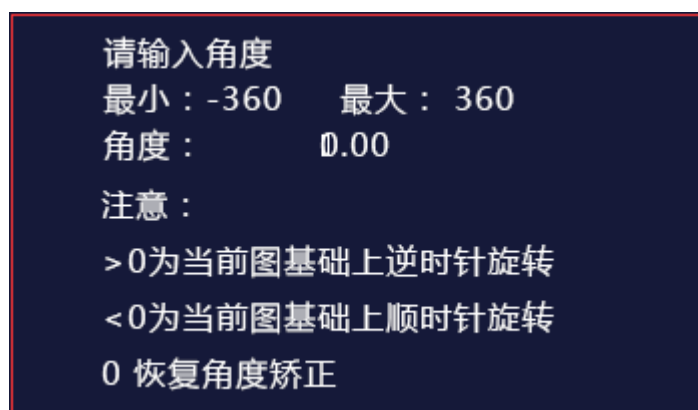 请输入角度
最小：-360 最大： 360
角度： 0.00
注意：
>0为当前图基础上逆时针旋转
<0为当前图基础上顺时针旋转
0 恢复角度矫正